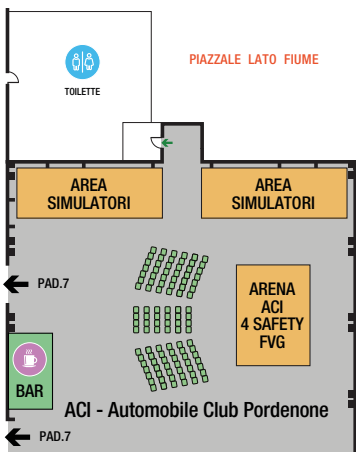 PIAZZALE LATO FIUME
TOILETTE
AREA
SIMULATORI
AREA
SIMULATORI
ARENA
ACI
4 SAFETY
FVG
PAD.7
BAR
ACI - Automobile Club Pordenone
PAD.7